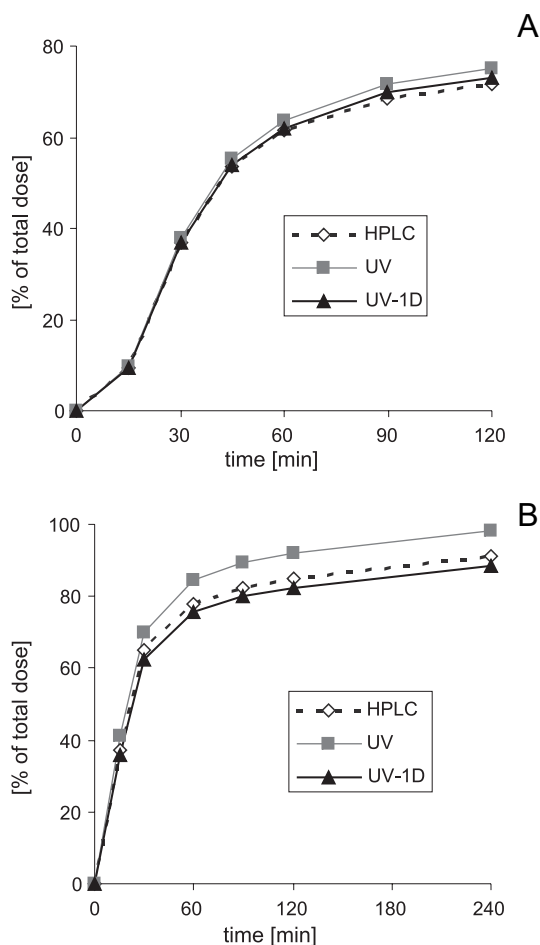 A
80
60
40
20
0
[% of total dose]
HPLC
UV
UV-1D
0 30 60 90 120
time [min]
B
100
80
60
40
20
0
[% of total dose]
HPLC
UV
UV-1D
0 60 120 180 240
time [min]